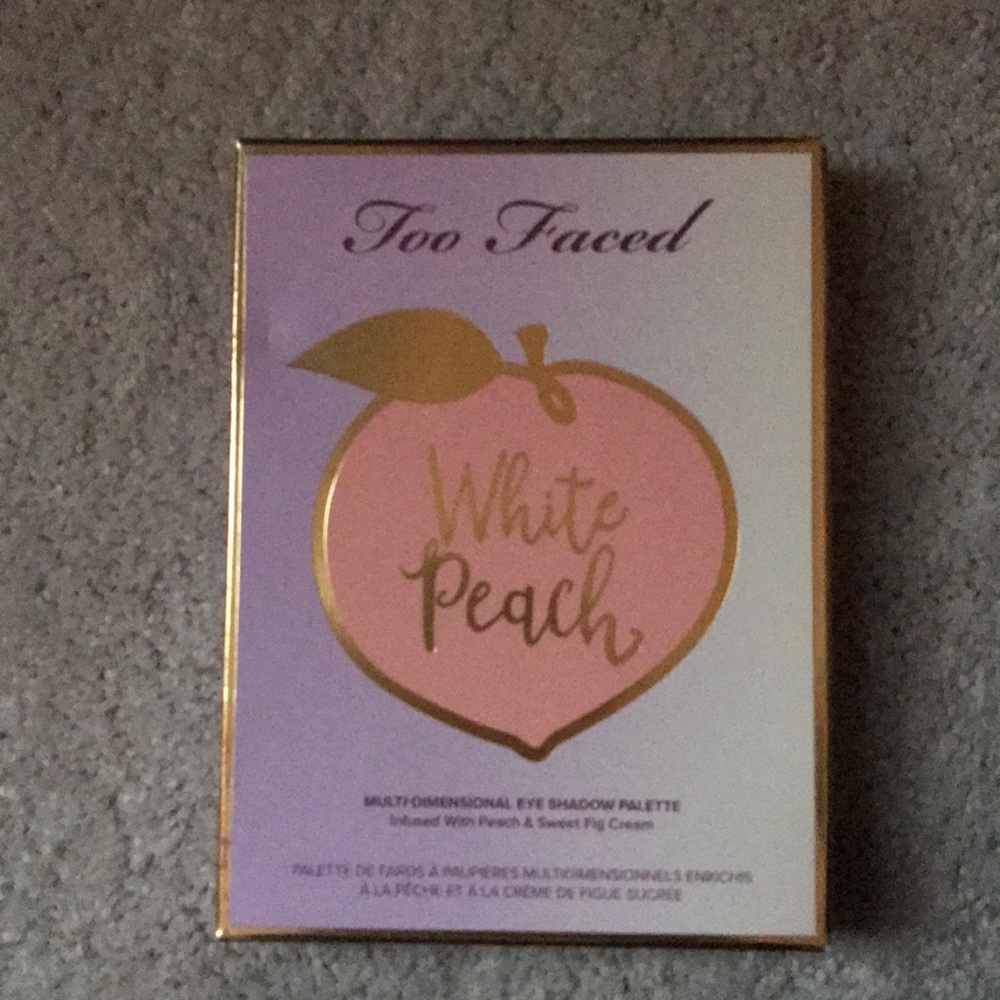 Too Faced
White
Peach
MULTI-DIMENSIONAL EYE SHADOW PALETTE
Infused With Peach & Sweet Fig Cream
PALETTE DE FARDS À PAUPIÈRES MULTIDIMENSIONNELS ENRICHIS
À LA PÊCHE ET À LA CRÈME DE FIGUE SUCRÉE